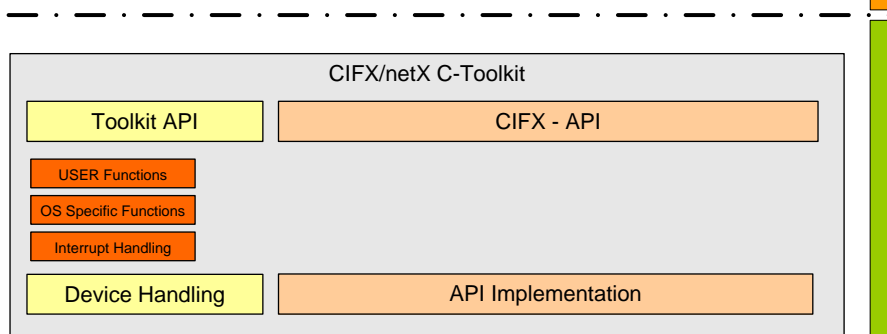 CIFX/netX C-Toolkit
Toolkit API
CIFX - API
USER Functions
OS Specific Functions
Interrupt Handling
Device Handling
API Implementation